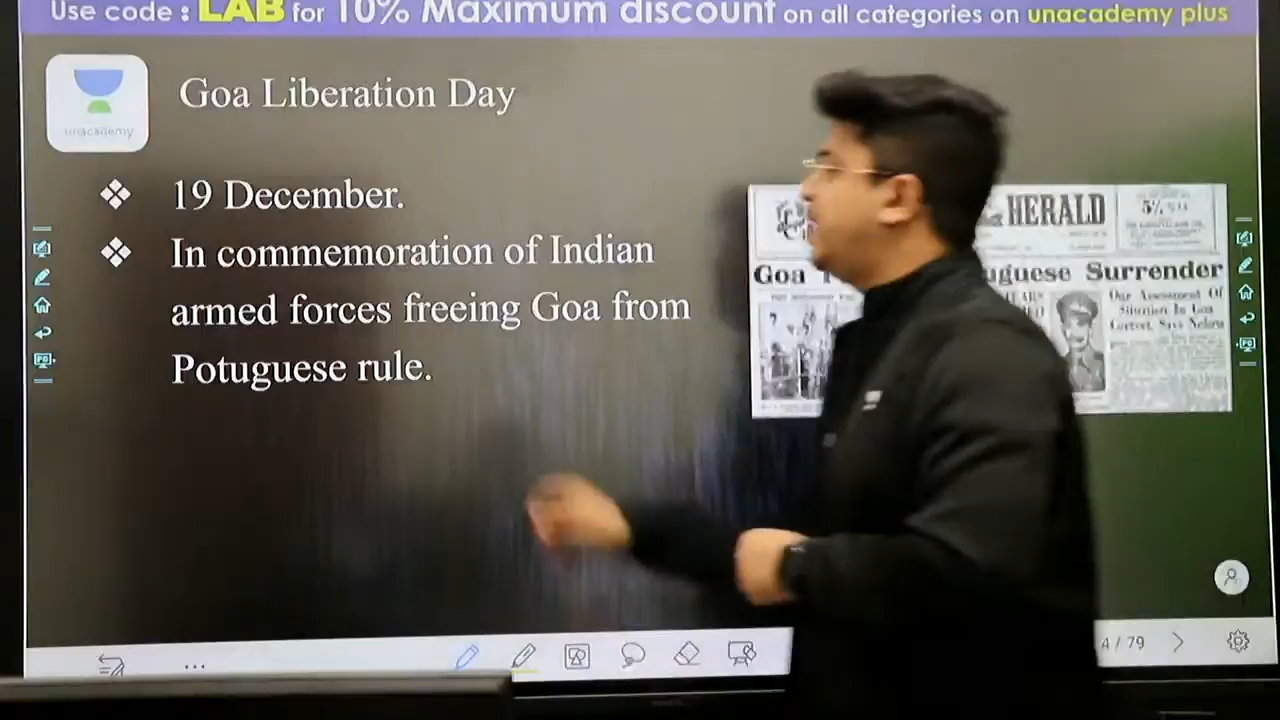 Use code : LAB for 10% Maximum discount on all categories on unacademy plus
unacademy
Goa Liberation Day
❖ 19 December.
❖ In commemoration of Indian
armed forces freeing Goa from
Potuguese rule.
HERALD
5%
Goa
uguese Surrender
Our Assessment Of
Situation In Goa
Correct, Says Nehru
4 / 79